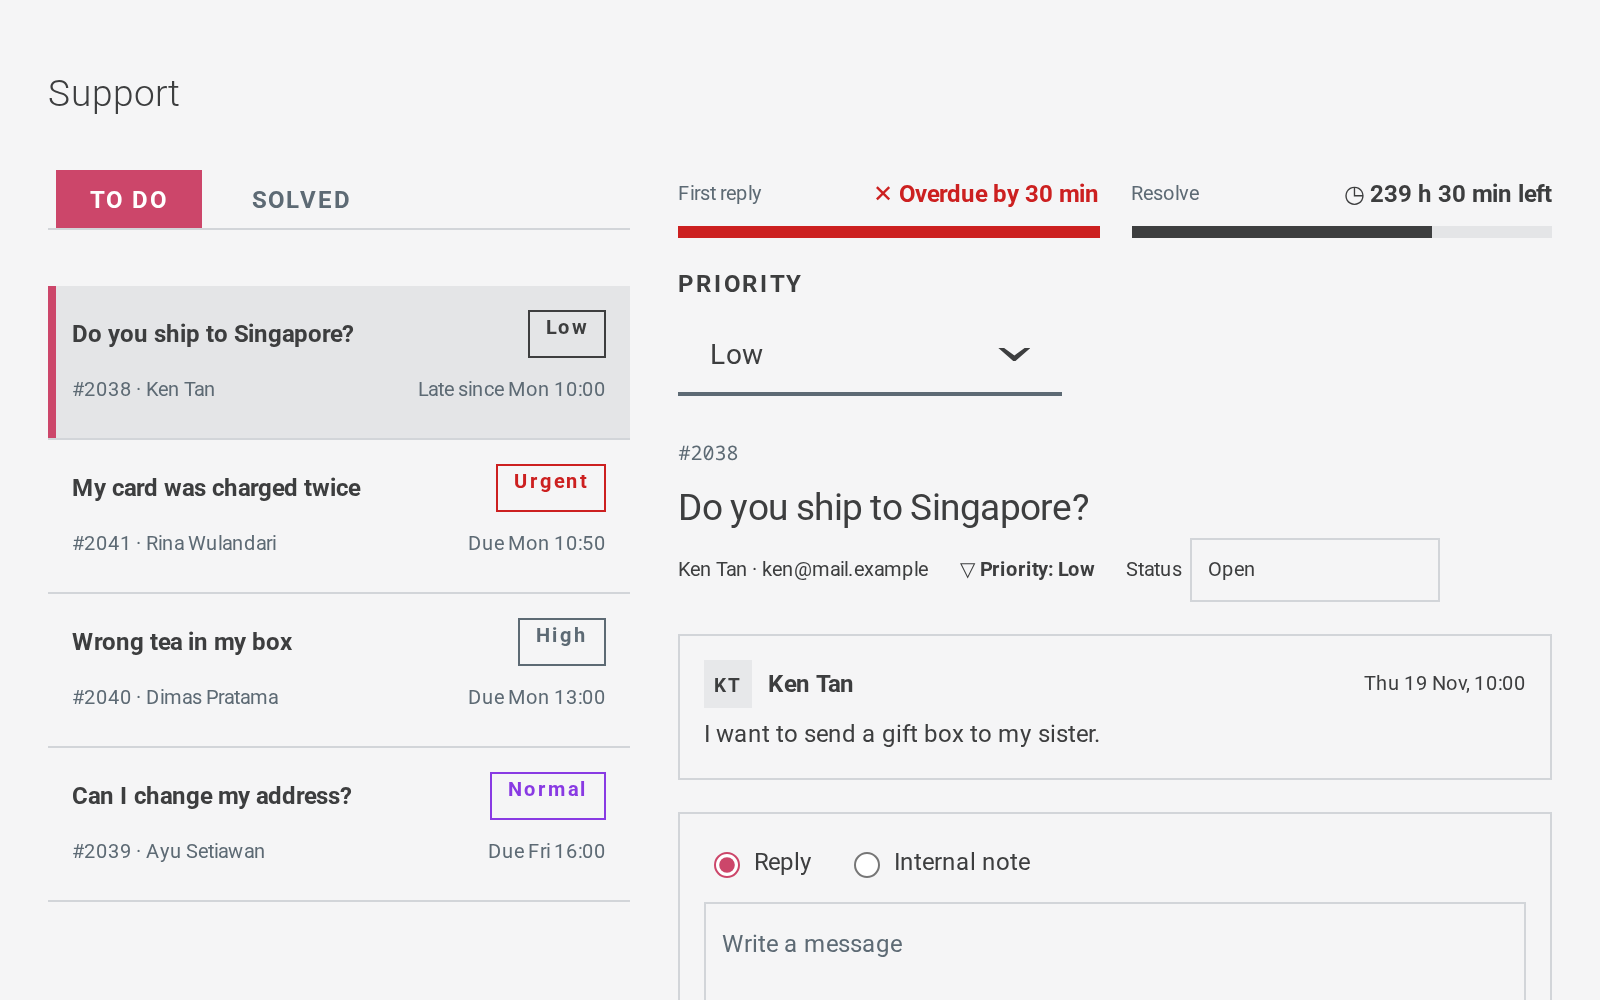 Support
TO DO
SOLVED
Do you ship to Singapore?
Low
#2038 · Ken Tan
Late since Mon 10:00
My card was charged twice
Urgent
#2041 · Rina Wulandari
Due Mon 10:50
Wrong tea in my box
High
#2040 · Dimas Pratama
Due Mon 13:00
Can I change my address?
Normal
#2039 · Ayu Setiawan
Due Fri 16:00
First reply
✕ Overdue by 30 min
Resolve
◷ 239 h 30 min left
PRIORITY
Low
#2038
Do you ship to Singapore?
Ken Tan · ken@mail.example
▽ Priority: Low
Status
Open
KT
Ken Tan
Thu 19 Nov, 10:00
I want to send a gift box to my sister.
Reply
Internal note
Write a message